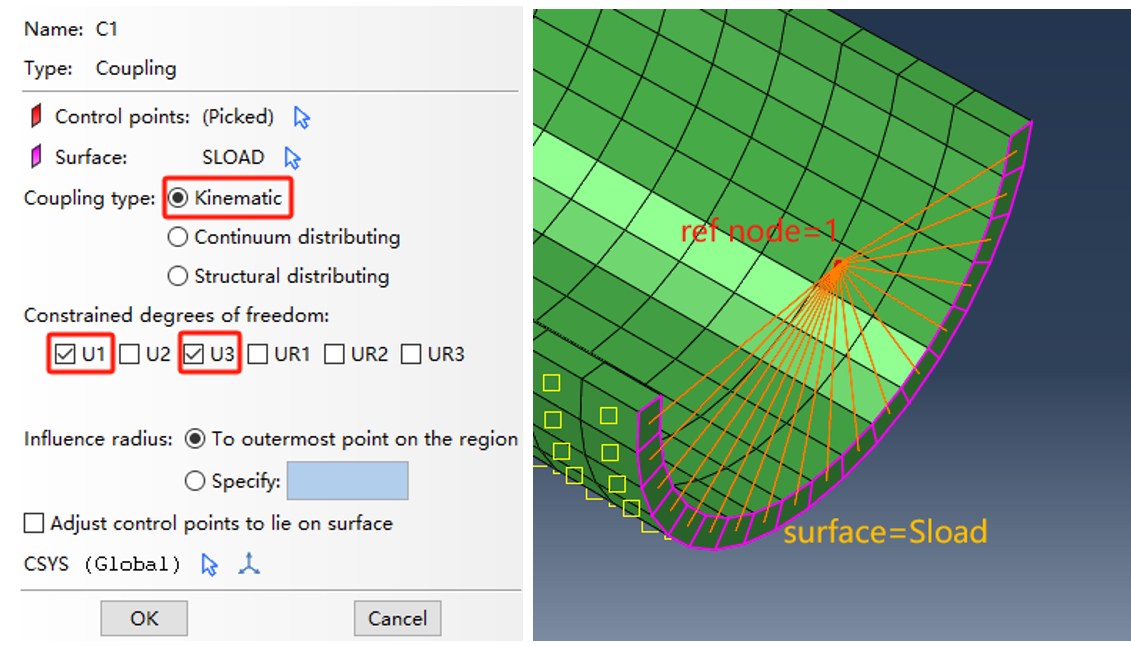 Name: C1
Type: Coupling
Control points: (Picked)
Surface: SLOAD
Coupling type: Kinematic
Continuum distributing
Structural distributing
Constrained degrees of freedom:
U1 U2 U3 UR1 UR2 UR3
Influence radius: To outermost point on the region
Specify:
Adjust control points to lie on surface
CSYS (Global)
OK Cancel
ref node=1
surface=Sload